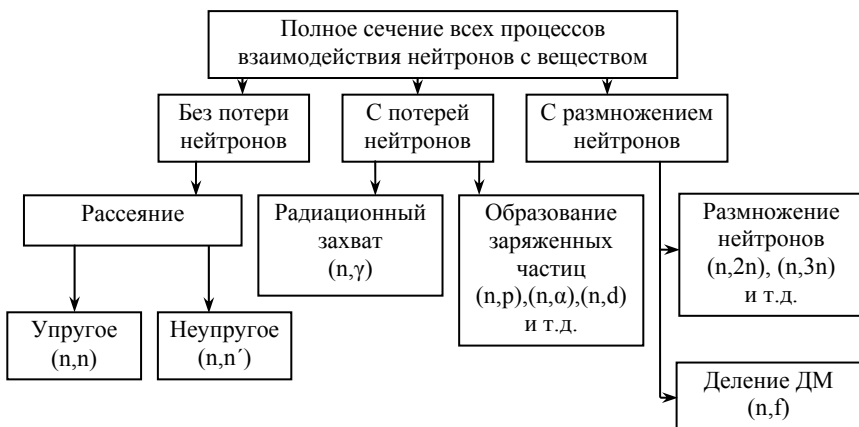 Полное сечение всех процессов
взаимодействия нейтронов с веществом
Без потери
нейтронов
С потерей
нейтронов
С размножением
нейтронов
Рассеяние
Радиационный
захват
(n,γ)
Образование
заряженных
частиц
(n,p),(n,α),(n,d)
и т.д.
Размножение
нейтронов
(n,2n), (n,3n)
и т.д.
Упругое
(n,n)
Неупругое
(n,n´)
Деление ДМ
(n,f)